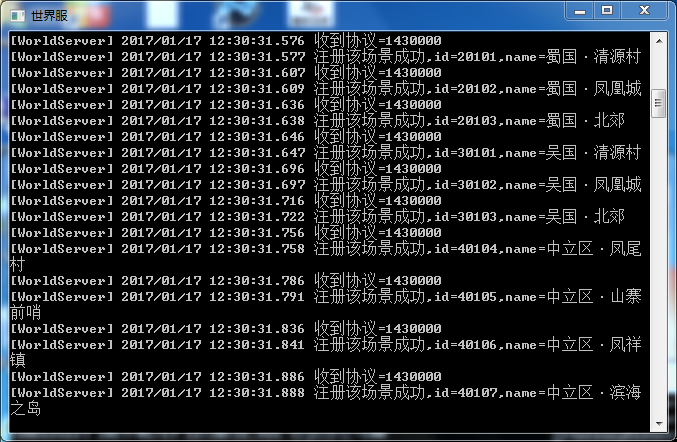 世界服
[WorldServer] 2017/01/17 12:30:31.576 收到协议=1430000
[WorldServer] 2017/01/17 12:30:31.577 注册该场景成功,id=20101,name=蜀国·清源村
[WorldServer] 2017/01/17 12:30:31.607 收到协议=1430000
[WorldServer] 2017/01/17 12:30:31.609 注册该场景成功,id=20102,name=蜀国·凤凰城
[WorldServer] 2017/01/17 12:30:31.636 收到协议=1430000
[WorldServer] 2017/01/17 12:30:31.638 注册该场景成功,id=20103,name=蜀国·北郊
[WorldServer] 2017/01/17 12:30:31.646 收到协议=1430000
[WorldServer] 2017/01/17 12:30:31.647 注册该场景成功,id=30101,name=吴国·清源村
[WorldServer] 2017/01/17 12:30:31.696 收到协议=1430000
[WorldServer] 2017/01/17 12:30:31.697 注册该场景成功,id=30102,name=吴国·凤凰城
[WorldServer] 2017/01/17 12:30:31.716 收到协议=1430000
[WorldServer] 2017/01/17 12:30:31.722 注册该场景成功,id=30103,name=吴国·北郊
[WorldServer] 2017/01/17 12:30:31.756 收到协议=1430000
[WorldServer] 2017/01/17 12:30:31.758 注册该场景成功,id=40104,name=中立区·凤尾
村
[WorldServer] 2017/01/17 12:30:31.786 收到协议=1430000
[WorldServer] 2017/01/17 12:30:31.791 注册该场景成功,id=40105,name=中立区·山寨
前哨
[WorldServer] 2017/01/17 12:30:31.836 收到协议=1430000
[WorldServer] 2017/01/17 12:30:31.841 注册该场景成功,id=40106,name=中立区·凤祥
镇
[WorldServer] 2017/01/17 12:30:31.886 收到协议=1430000
[WorldServer] 2017/01/17 12:30:31.888 注册该场景成功,id=40107,name=中立区·滨海
之岛